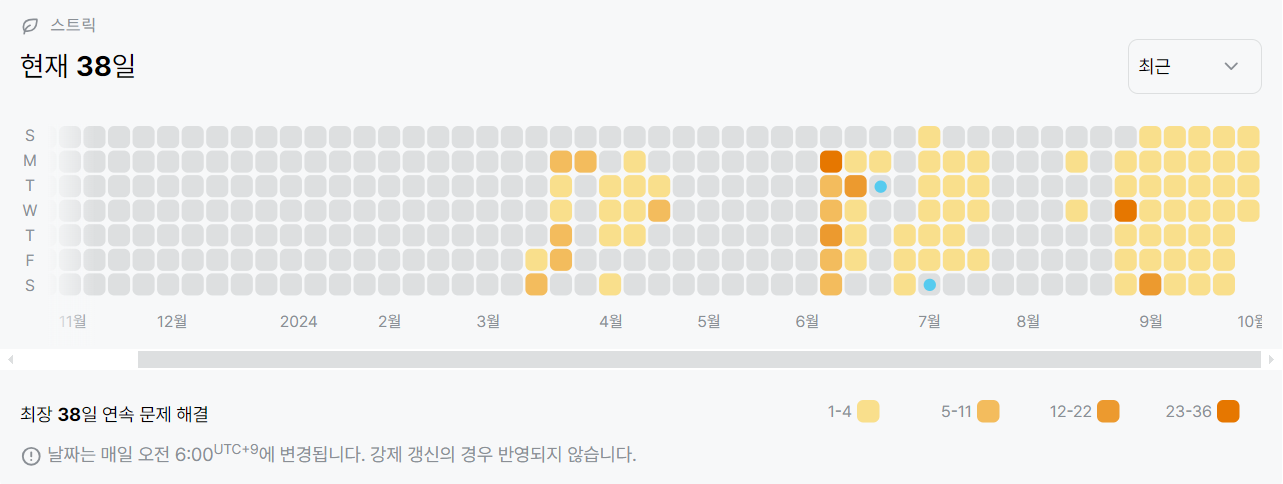 스트릭
현재 38일
최근
S
M
T
W
T
F
S
11월 12월 2024 2월 3월 4월 5월 6월 7월 8월 9월 10월
최장 38일 연속 문제 해결
1-4 5-11 12-22 23-36
날짜는 매일 오전 6:00UTC+9에 변경됩니다. 강제 갱신의 경우 반영되지 않습니다.